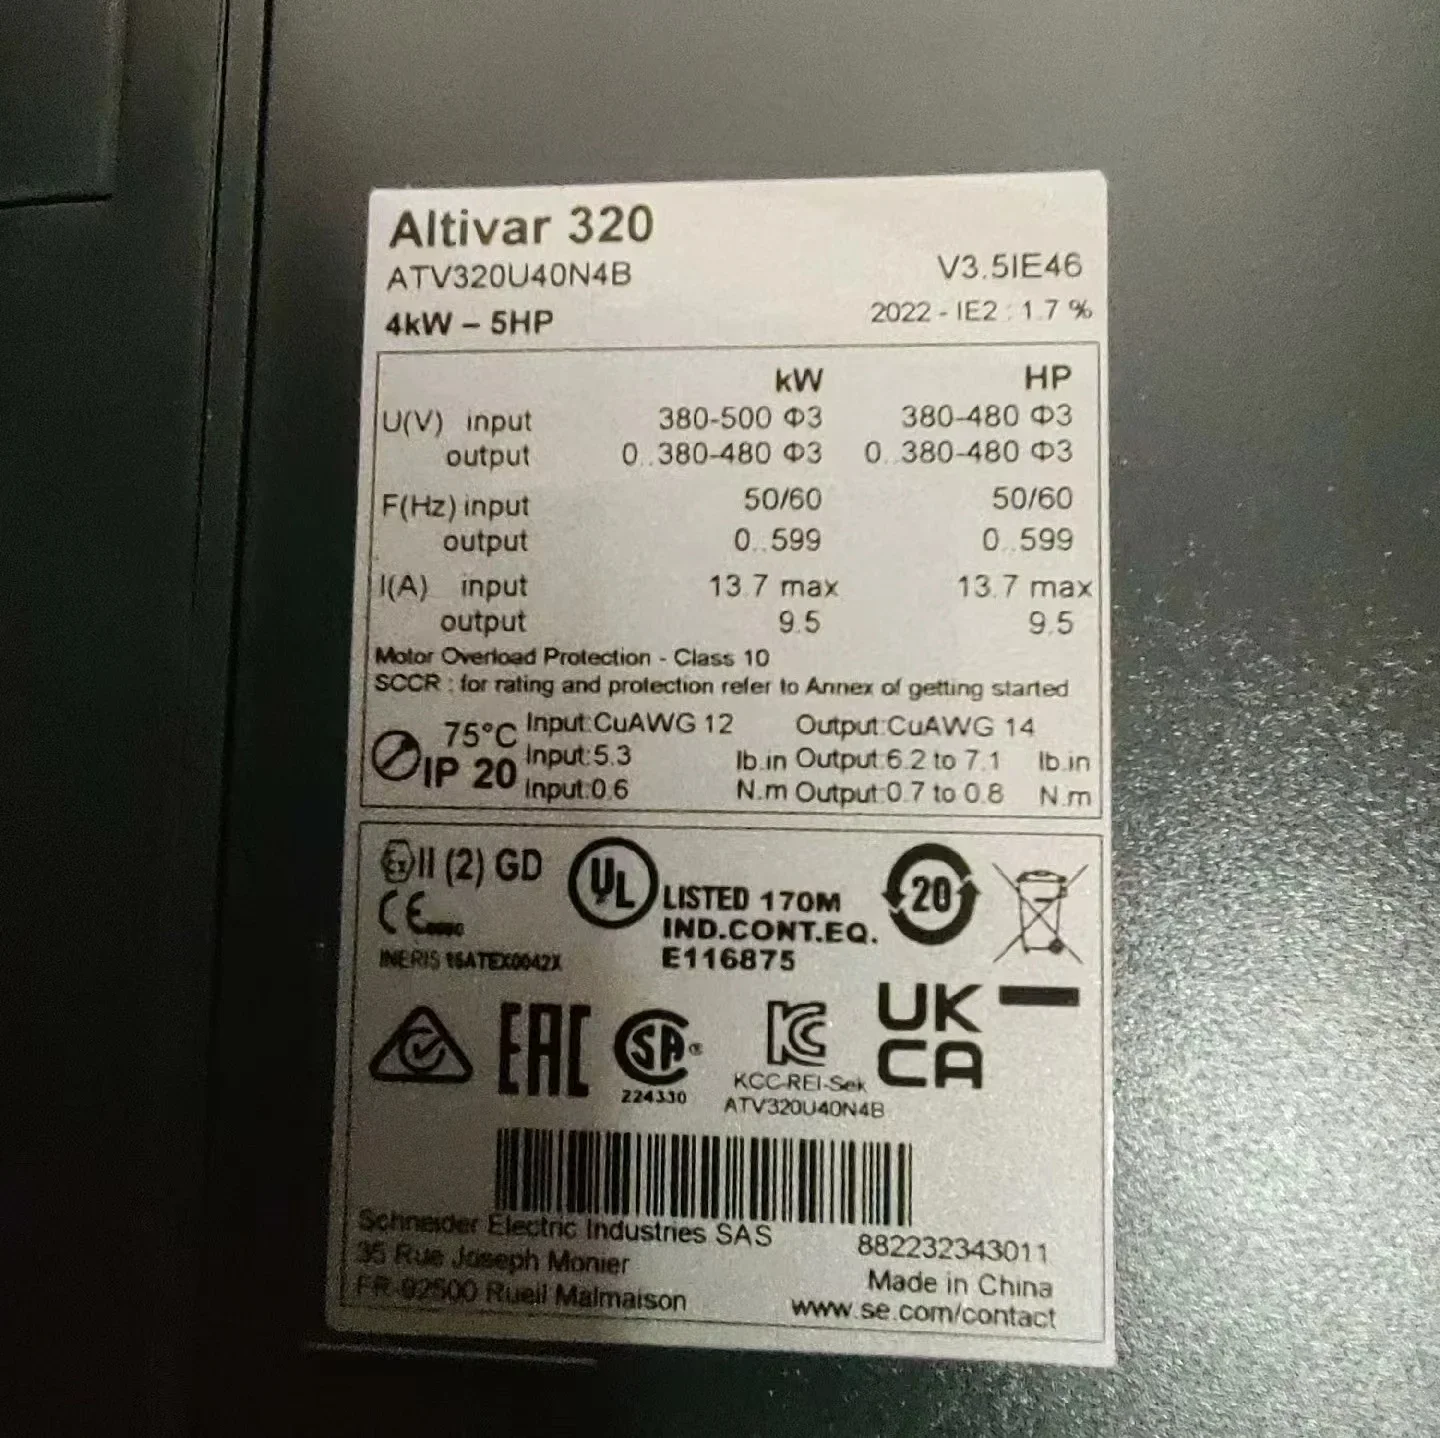 Altivar 320
ATV320U40N4B V3.5IE46
4kW – 5HP 2022 - IE2 : 1.7 %
kW HP
U(V) input 380-500 Φ3 380-480 Φ3
output 0..380-480 Φ3 0..380-480 Φ3
F(Hz) input 50/60 50/60
output 0..599 0..599
I(A) input 13.7 max 13.7 max
output 9.5 9.5
Motor Overload Protection - Class 10
SCCR : for rating and protection refer to Annex of getting started
75°C Input:CuAWG 12 Output:CuAWG 14
IP 20 Input:5.3 lb.in Output:6.2 to 7.1 lb.in
Input:0.6 N.m Output:0.7 to 0.8 N.m
Ex II (2) GD
CE
INERIS 16ATEX0042X
UL LISTED 170M
IND.CONT.EQ.
E116875
20
EAC
SA
224330
KCC-REI-Sek
ATV320U40N4B
UK
CA
Schneider Electric Industries SAS
35 Rue Joseph Monier
FR-92500 Rueil Malmaison
882232343011
Made in China
www.se.com/contact